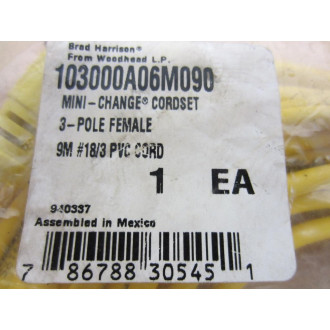 Brad Harrison®
From Woodhead L.P.
103000A06M090
MINI-CHANGE® CORDSET
3-POLE FEMALE
9M #18/3 PVC CORD
1 EA
940337
Assembled in Mexico
7 86788 30545 1